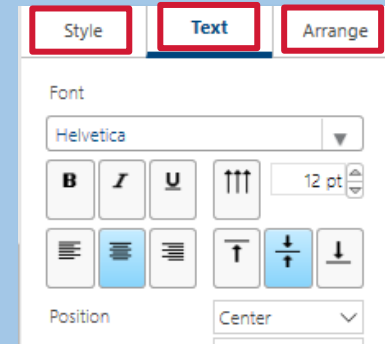 Style Text Arrange
Font
Helvetica
B I U 12 pt
Position Center